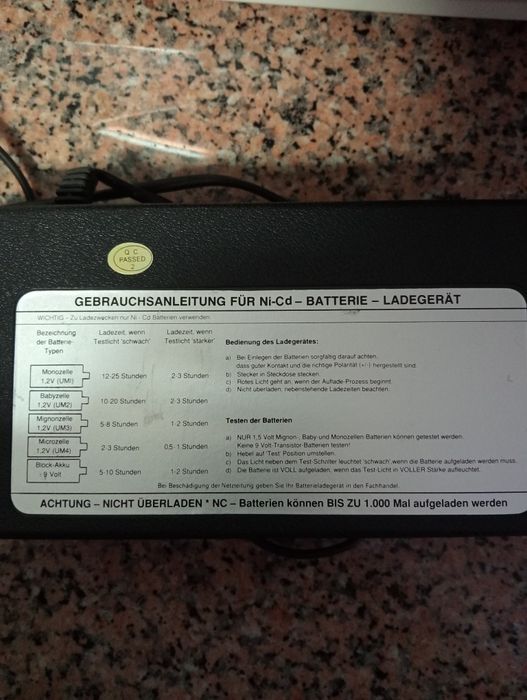 Q C
PASSED
2
GEBRAUCHSANLEITUNG FÜR Ni-Cd – BATTERIE – LADEGERÄT
WICHTIG - Zu Ladezwecken nur Ni - Cd Batterien verwenden
Bezeichnung der Batterie-Typen
Ladezeit, wenn Testlicht 'schwach'
Ladezeit, wenn Testlicht 'stärker'
Monozelle 1,2V (UMI) 12-25 Stunden 2-3 Stunden
Babyzelle 1,2V (UM2) 10-20 Stunden 2-3 Stunden
Mignonzelle 1,2V (UM3) 5-8 Stunden 1-2 Stunden
Microzelle 1,2V (UM4) 2-3 Stunden 0,5-1 Stunden
Block-Akku 9 Volt 5-10 Stunden 1-2 Stunden
Bedienung des Ladegerätes:
a) Bei Einlegen der Batterien sorgfältig darauf achten,
dass guter Kontakt und die richtige Polarität (+/-) hergestellt sind.
b) Stecker in Steckdose stecken.
c) Rotes Licht geht an, wenn der Auflade-Prozess beginnt.
d) Nicht überladen, nebenstehende Ladezeiten beachten.
Testen der Batterien
a) NUR 1,5 Volt Mignon-, Baby und Monozellen Batterien können getestet werden.
Keine 9 Volt-Transistor-Batterien testen!
b) Hebel auf 'Test' Position umstellen.
c) Das Licht neben dem Test-Schalter leuchtet 'schwach', wenn die Batterie aufgeladen werden muss.
d) Die Batterie ist VOLL aufgeladen, wenn das Test-Licht in VOLLER Stärke aufleuchtet.
Bei Beschädigung der Netzleitung geben Sie Ihr Batterieladegerät in den Fachhandel.
ACHTUNG – NICHT ÜBERLADEN * NC – Batterien können BIS ZU 1.000 Mal aufgeladen werden